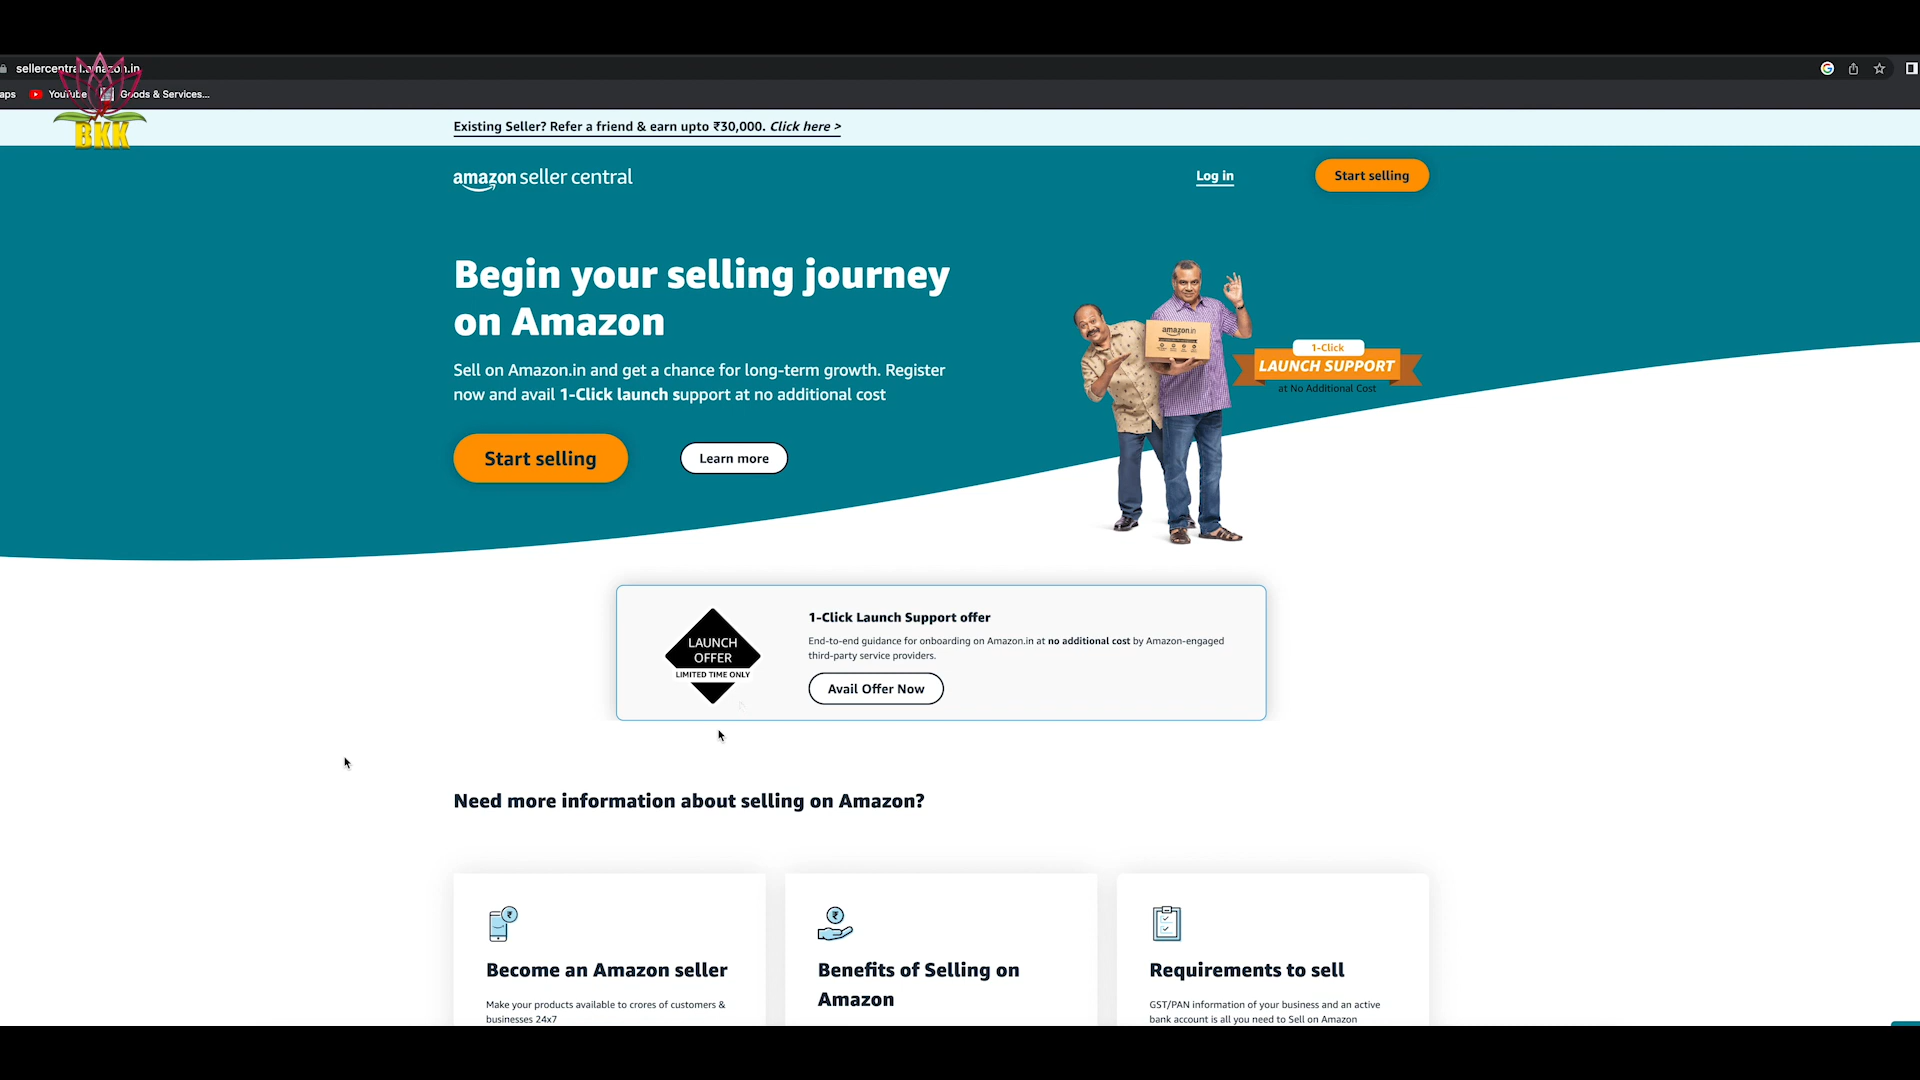 sellercentral.amazon.in
aps YouTube Goods & Services...
BKK
Existing Seller? Refer a friend & earn upto ₹30,000. Click here >
amazon seller central
Log in
Start selling
Begin your selling journey
on Amazon
Sell on Amazon.in and get a chance for long-term growth. Register
now and avail 1-Click launch support at no additional cost
Start selling
Learn more
amazon.in
1-Click
LAUNCH SUPPORT
at No Additional Cost
LAUNCH
OFFER
LIMITED TIME ONLY
1-Click Launch Support offer
End-to-end guidance for onboarding on Amazon.in at no additional cost by Amazon-engaged
third-party service providers.
Avail Offer Now
Need more information about selling on Amazon?
Become an Amazon seller
Make your products available to crores of customers &
businesses 24x7
Benefits of Selling on
Amazon
Requirements to sell
GST/PAN information of your business and an active
bank account is all you need to Sell on Amazon